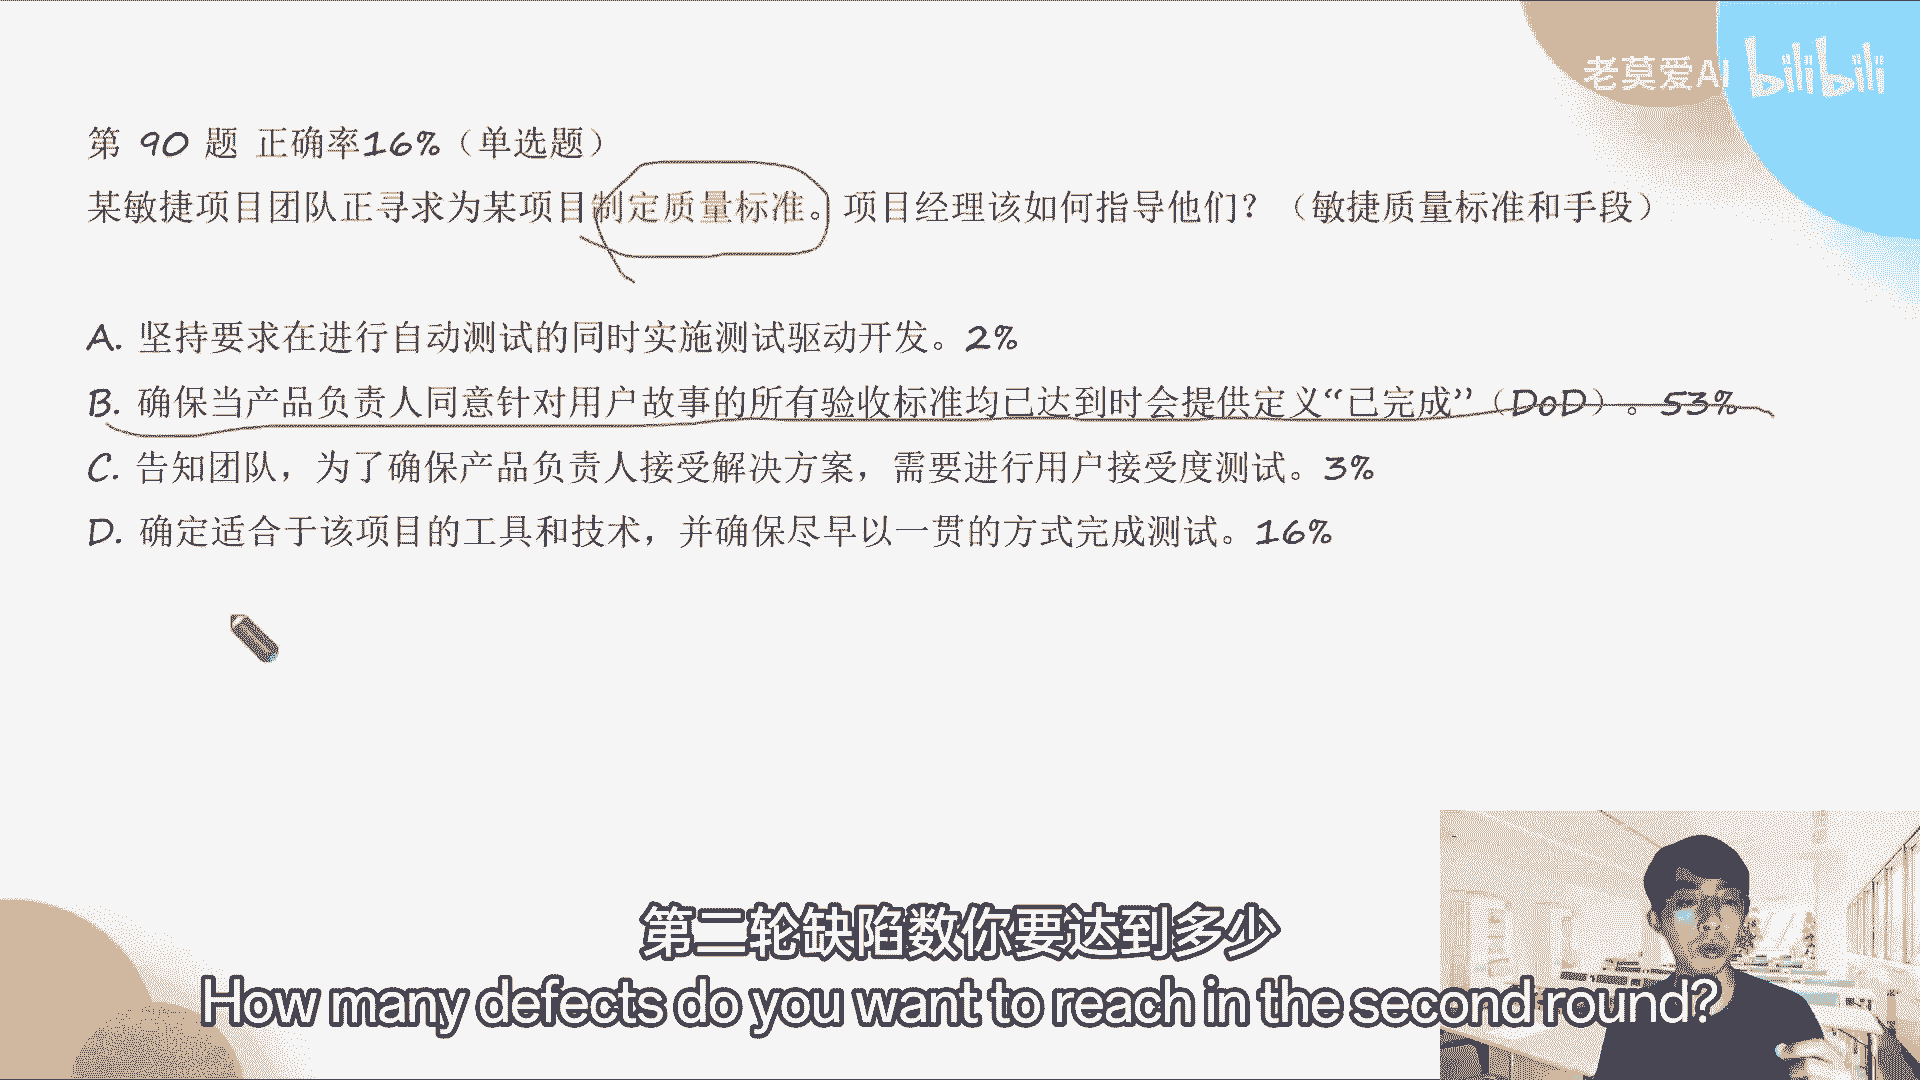 老莫爱AI bilibili
第 90 题 正确率16%（单选题）
某敏捷项目团队正寻求为某项目制定质量标准。项目经理该如何指导他们？（敏捷质量标准和手段）
A. 坚持要求在进行自动测试的同时实施测试驱动开发。2%
B. 确保当产品负责人同意针对用户故事的所有验收标准均已达到时会提供定义“已完成”（DoD）。53%
C. 告知团队，为了确保产品负责人接受解决方案，需要进行用户接受度测试。3%
D. 确定适合于该项目的工具和技术，并确保尽早以一贯的方式完成测试。16%
第二轮缺陷数你要达到多少
How many defects do you want to reach in the second round?